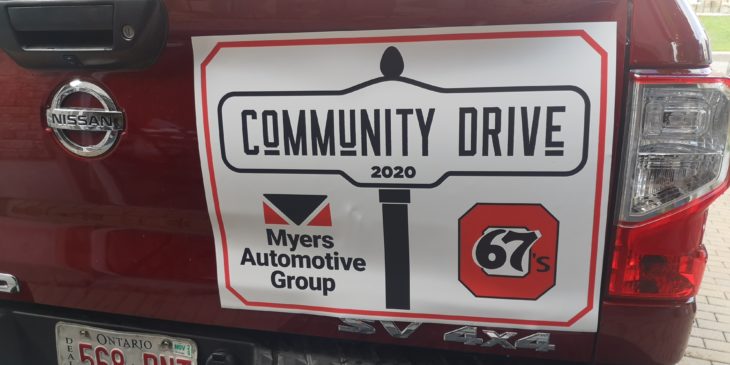 NISSAN
COMMUNITY DRIVE
2020
Myers
Automotive
Group
67's
SV 4x4
ONTARIO